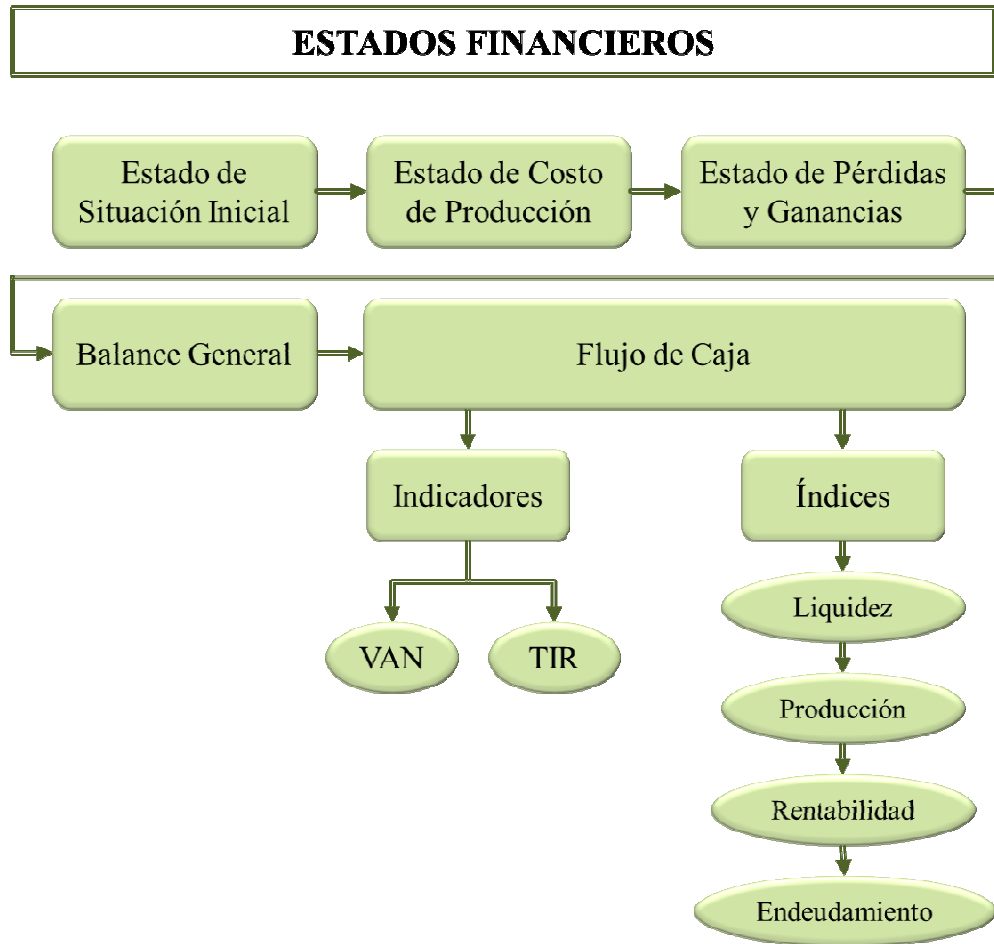 ESTADOS FINANCIEROS
Estado de
Situación Inicial
Estado de Costo
de Producción
Estado de Pérdidas
y Ganancias
Balance General
Flujo de Caja
Indicadores
Índices
VAN
TIR
Liquidez
Producción
Rentabilidad
Endeudamiento